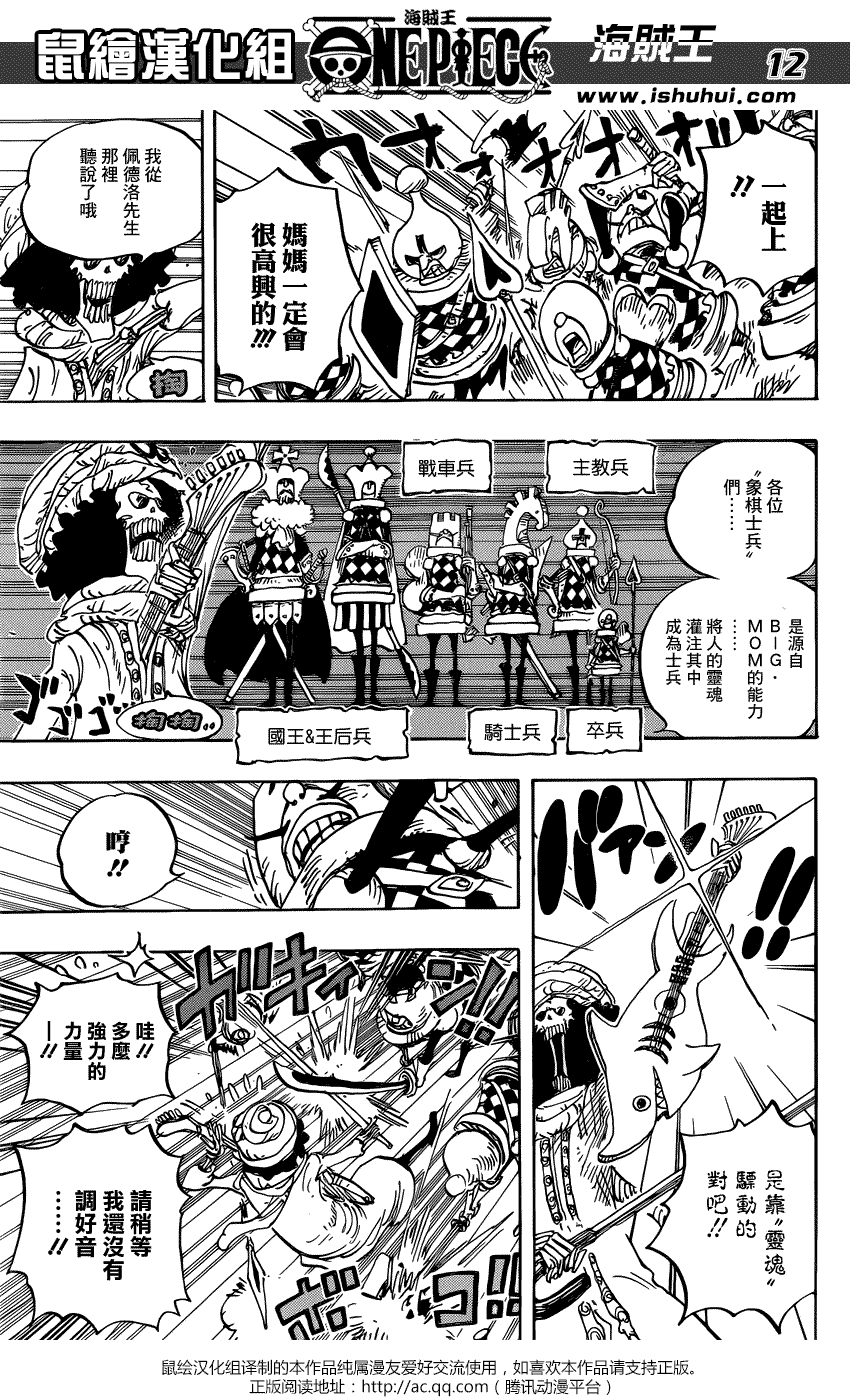 鼠繪漢化組
海賊王
ONE PIECE
海賊王
12
www.ishuhui.com
一起上
!!
媽媽一定會
很高興的!!!
ウオオオオ
我從
佩德洛先生
那裡
聽說了哦
掏
各位
“象棋士兵”
們……
是源自
BIG·
MOM的能力
……
將人的靈魂
灌注其中
成為士兵
主教兵
戰車兵
國王&王后兵
騎士兵
卒兵
ゴソゴソ
掏掏..
バァァン!!
是靠“靈魂”
驅動的
對吧!!
哼!!
ガキィィン!!
哇!!
多麼
強力的
力量
—!!
請稍等
我還沒有
調好音
……!!
ギゴゴゴ!!
鼠绘汉化组译制的本作品纯属漫友爱好交流使用，如喜欢本作品请支持正版。
正版阅读地址：http://ac.qq.com（腾讯动漫平台）